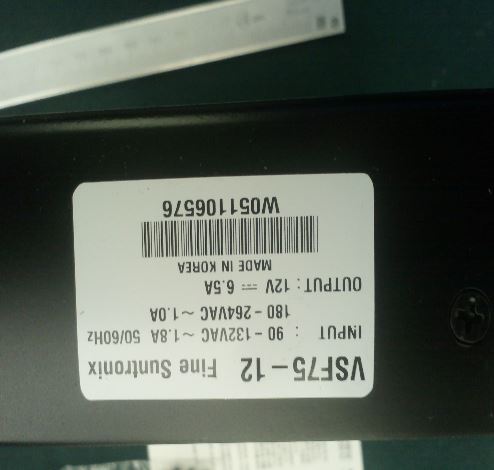 VSF75-12 Fine Suntronix
INPUT : 90-132VAC ~ 1.8A 50/60Hz
180-264VAC ~ 1.0A
OUTPUT : 12V ⎓ 6.5A
MADE IN KOREA
W051106576